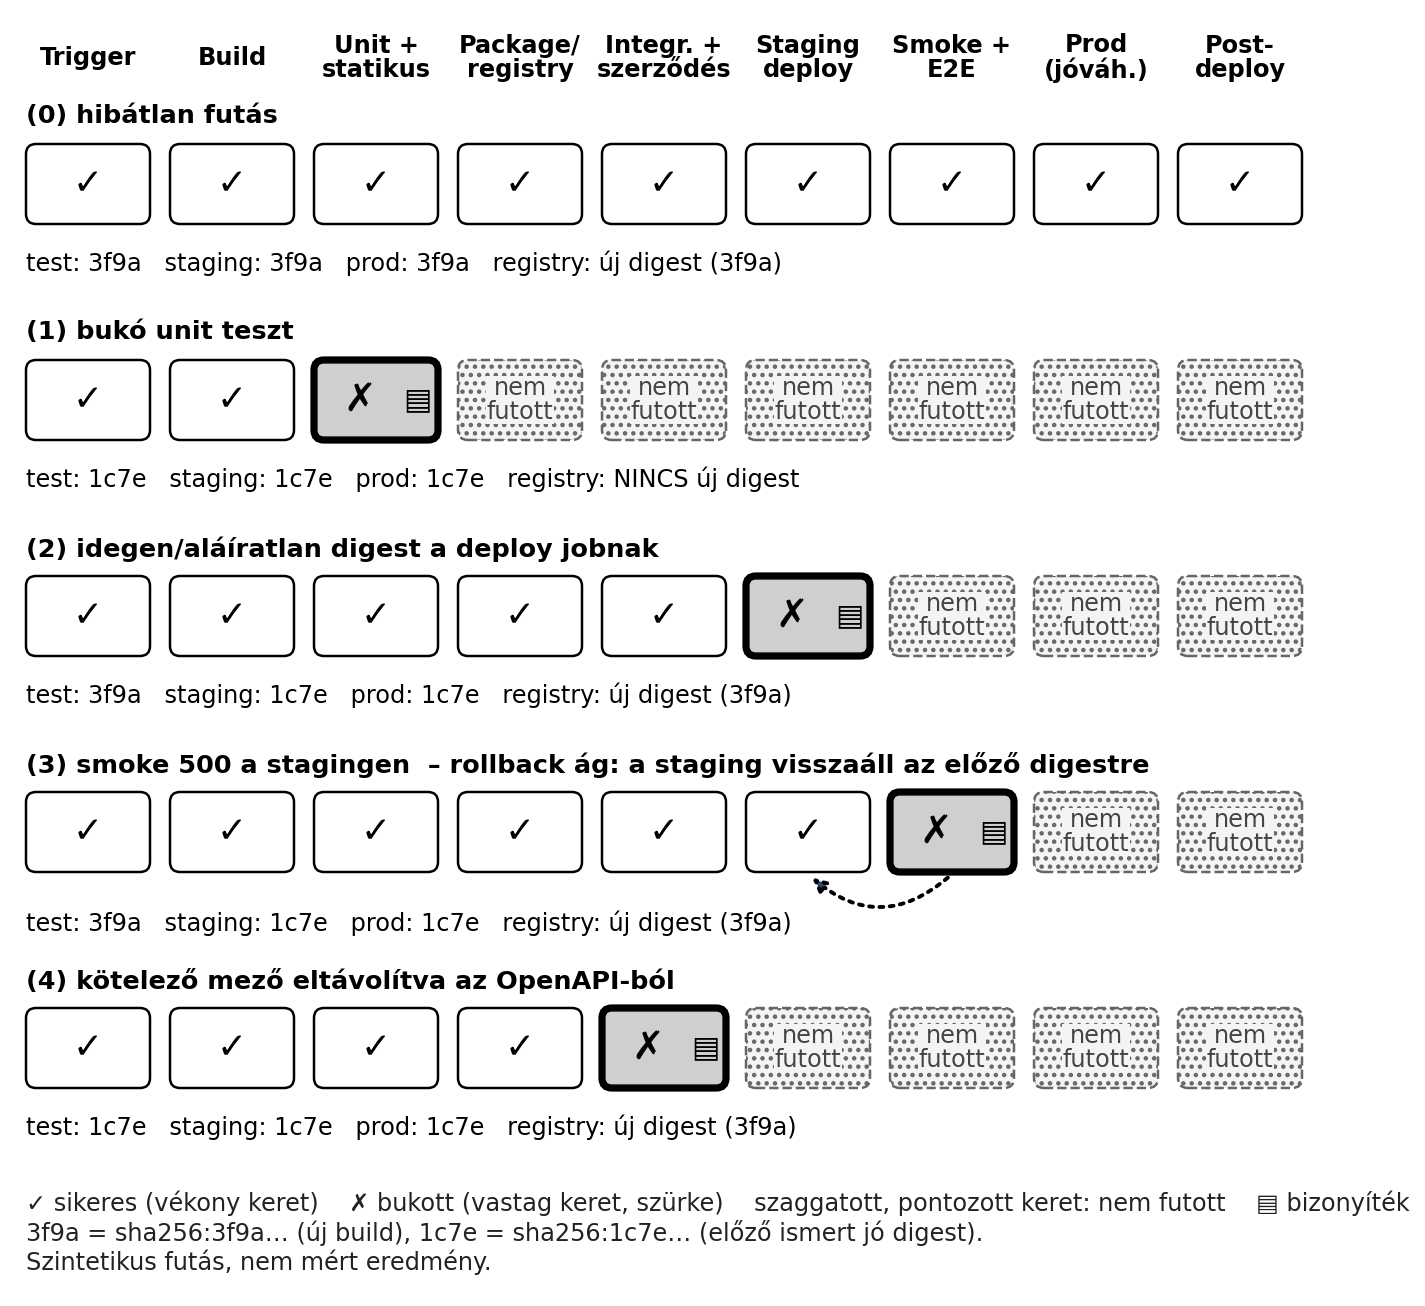 Trigger
Build
Unit +
statikus
Package/
registry
Integr. +
szerződés
Staging
deploy
Smoke +
E2E
Prod
(jóváh.)
Post-
deploy
(0) hibátlan futás
✓ ✓ ✓ ✓ ✓ ✓ ✓ ✓ ✓
test: 3f9a staging: 3f9a prod: 3f9a registry: új digest (3f9a)
(1) bukó unit teszt
✓ ✓ ✗ ▤
nem
futott
nem
futott
nem
futott
nem
futott
nem
futott
nem
futott
test: 1c7e staging: 1c7e prod: 1c7e registry: NINCS új digest
(2) idegen/aláíratlan digest a deploy jobnak
✓ ✓ ✓ ✓ ✓ ✗ ▤
nem
futott
nem
futott
nem
futott
test: 3f9a staging: 1c7e prod: 1c7e registry: új digest (3f9a)
(3) smoke 500 a stagingen – rollback ág: a staging visszaáll az előző digestre
✓ ✓ ✓ ✓ ✓ ✓ ✗ ▤
nem
futott
nem
futott
test: 3f9a staging: 1c7e prod: 1c7e registry: új digest (3f9a)
(4) kötelező mező eltávolítva az OpenAPI-ból
✓ ✓ ✓ ✓ ✗ ▤
nem
futott
nem
futott
nem
futott
nem
futott
test: 1c7e staging: 1c7e prod: 1c7e registry: új digest (3f9a)
✓ sikeres (vékony keret) ✗ bukott (vastag keret, szürke) szaggatott, pontozott keret: nem futott ▤ bizonyíték
3f9a = sha256:3f9a… (új build), 1c7e = sha256:1c7e… (előző ismert jó digest).
Szintetikus futás, nem mért eredmény.